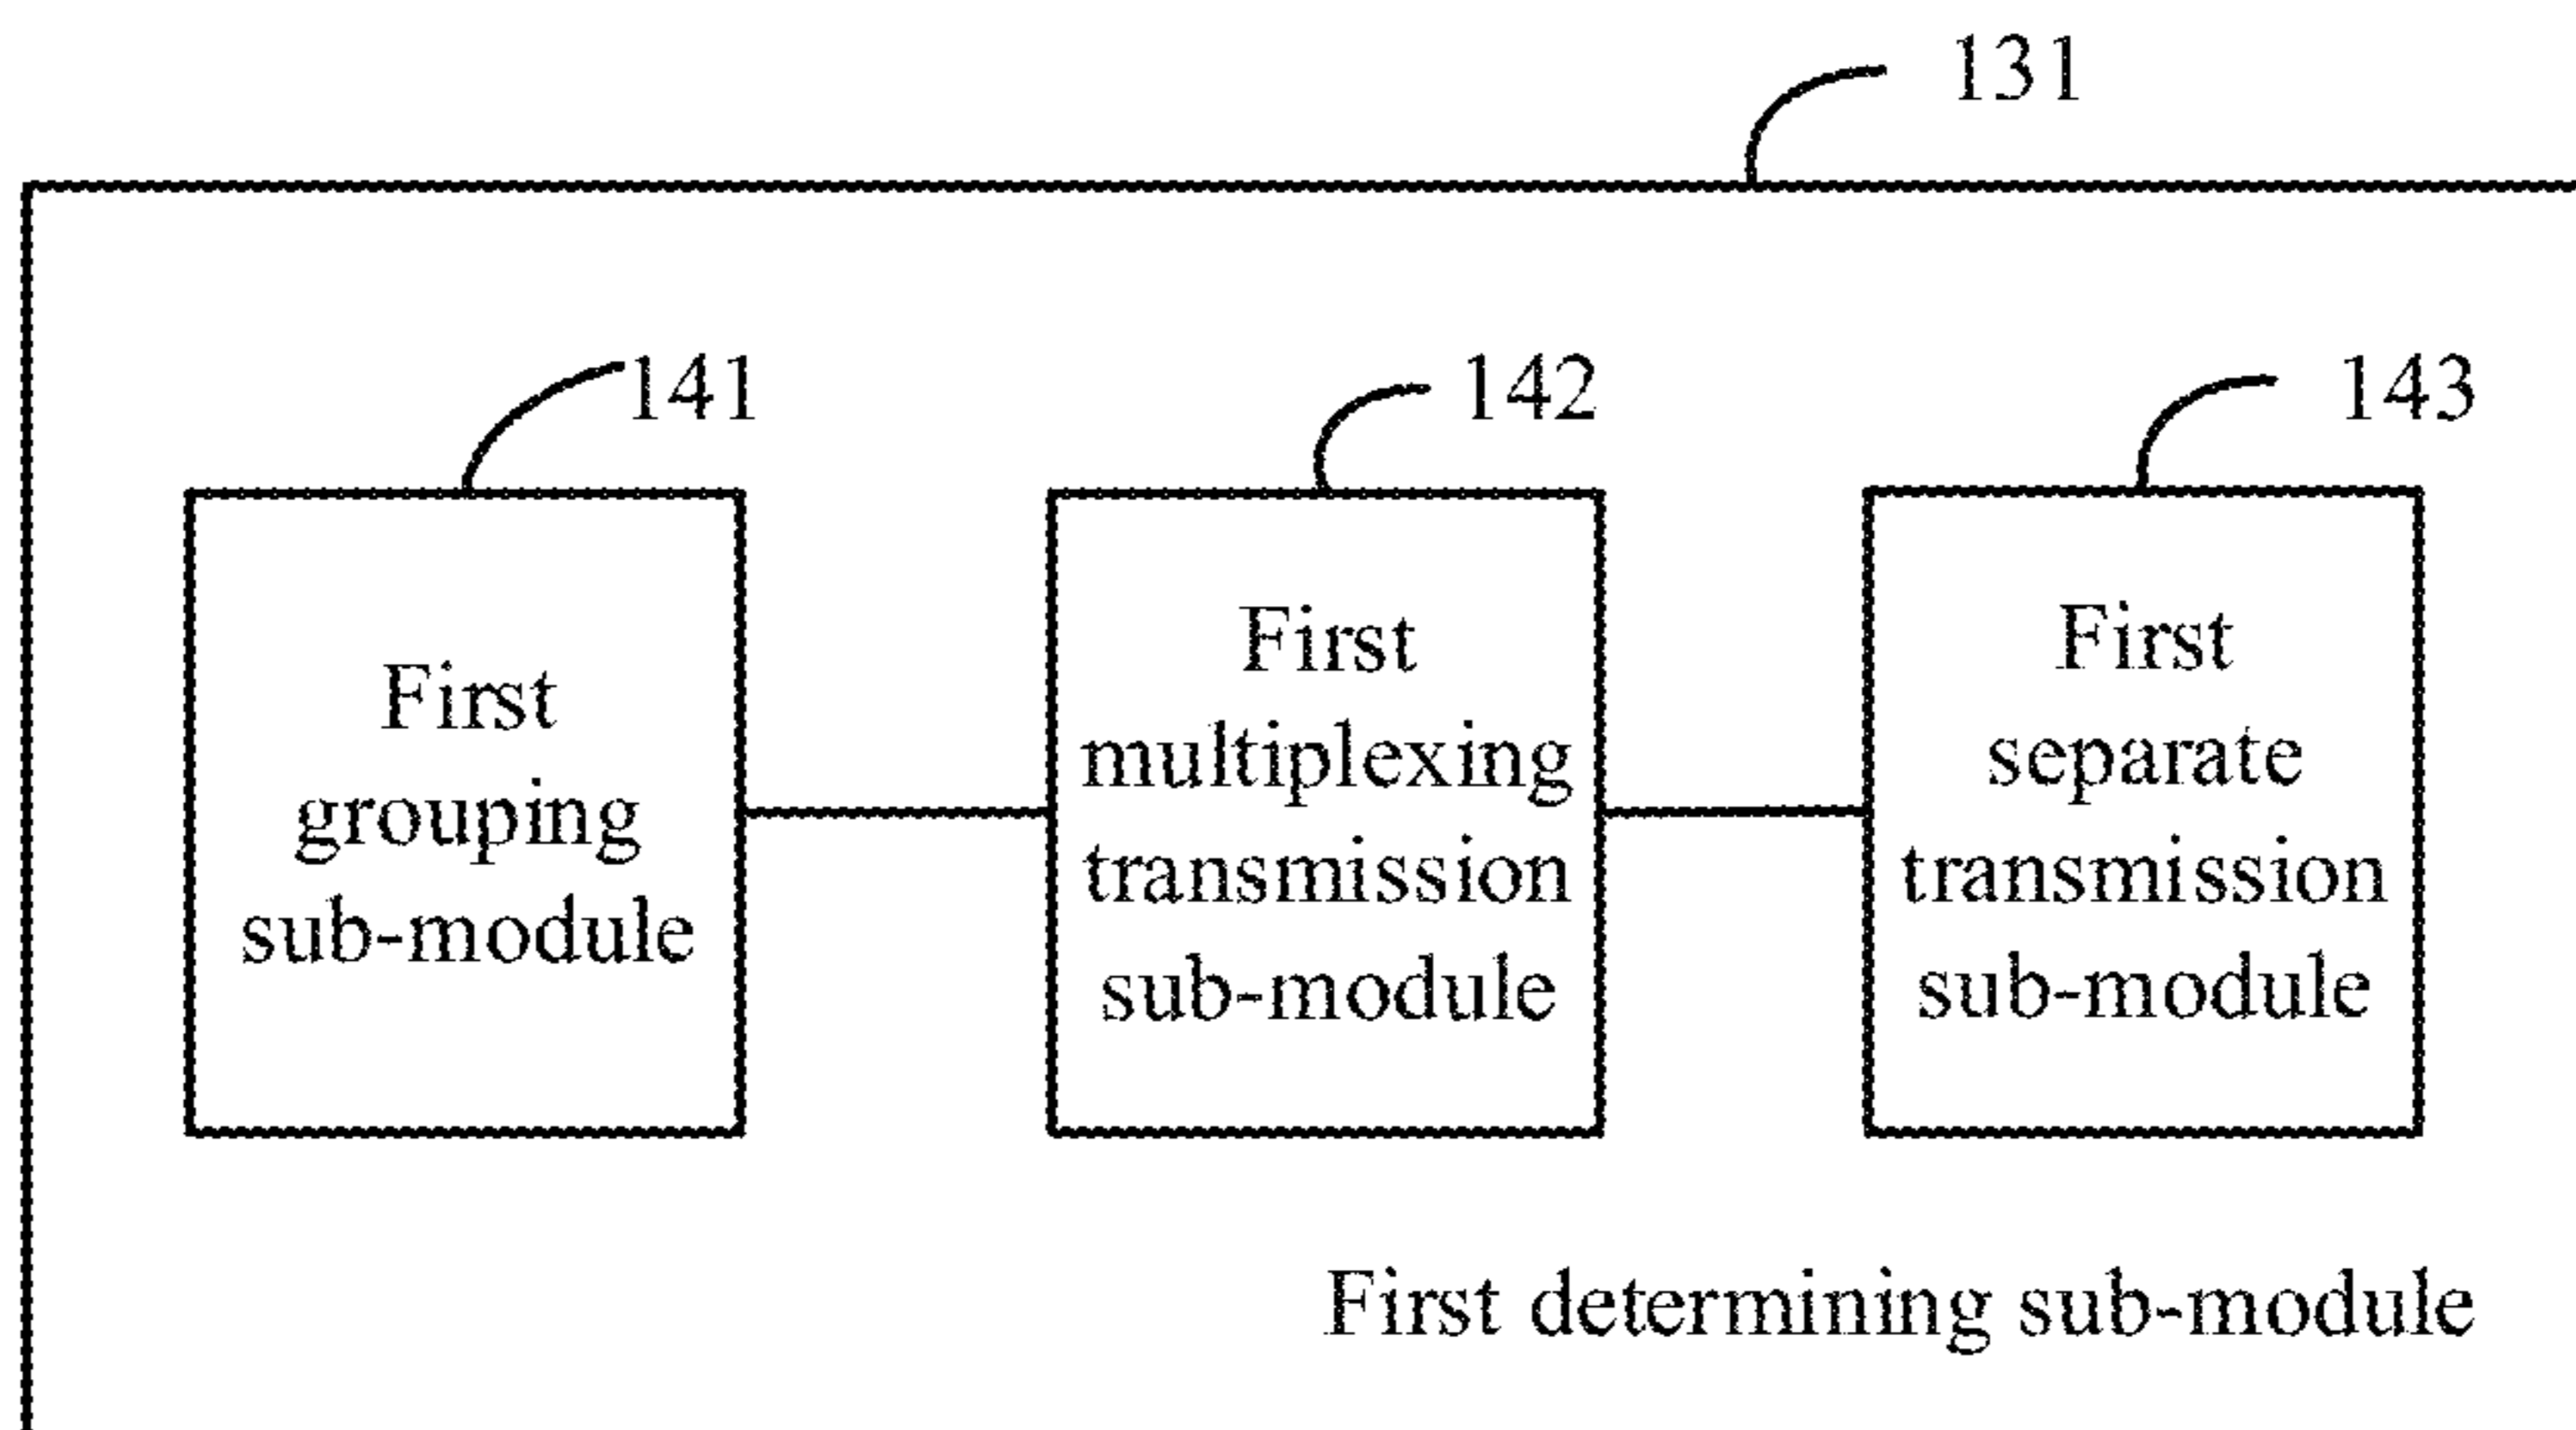 131
141
142
143
First
grouping
sub-module
First
multiplexing
transmission
sub-module
First
separate
transmission
sub-module
First determining sub-module